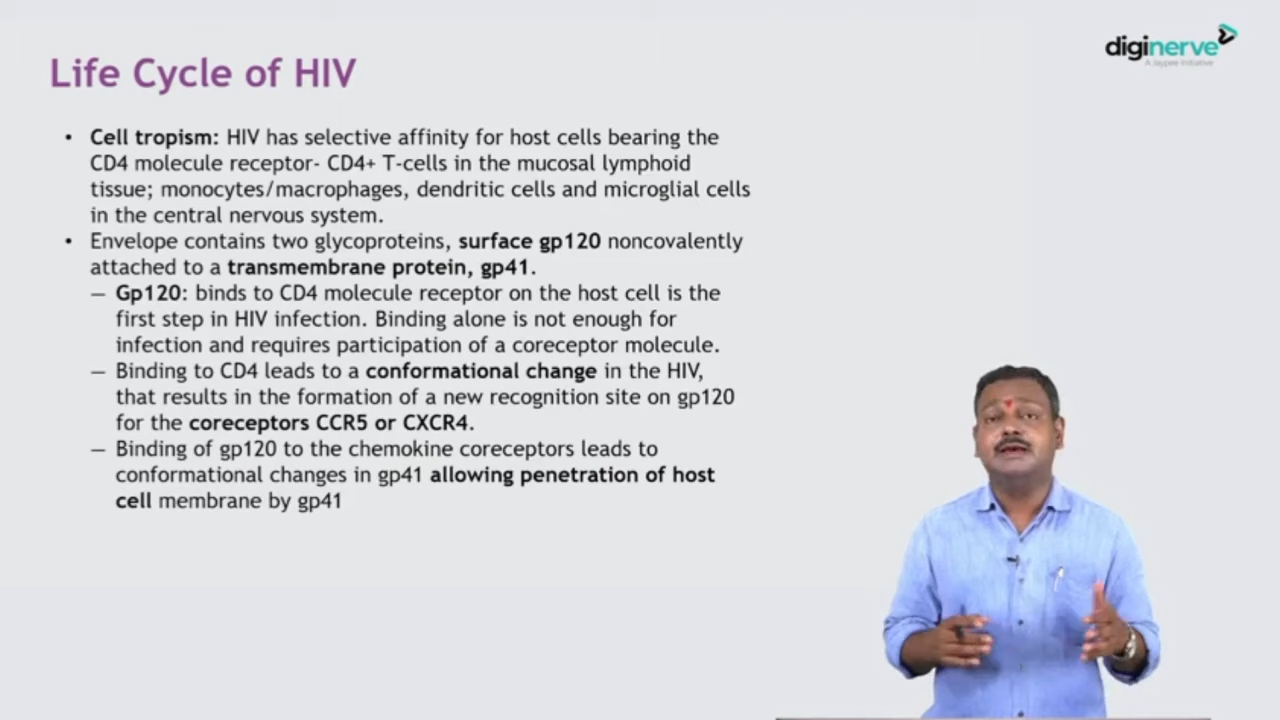 diginerve
A Jaypee Initiative
Life Cycle of HIV
• Cell tropism: HIV has selective affinity for host cells bearing the
CD4 molecule receptor- CD4+ T-cells in the mucosal lymphoid
tissue; monocytes/macrophages, dendritic cells and microglial cells
in the central nervous system.
• Envelope contains two glycoproteins, surface gp120 noncovalently
attached to a transmembrane protein, gp41.
— Gp120: binds to CD4 molecule receptor on the host cell is the
first step in HIV infection. Binding alone is not enough for
infection and requires participation of a coreceptor molecule.
— Binding to CD4 leads to a conformational change in the HIV,
that results in the formation of a new recognition site on gp120
for the coreceptors CCR5 or CXCR4.
— Binding of gp120 to the chemokine coreceptors leads to
conformational changes in gp41 allowing penetration of host
cell membrane by gp41